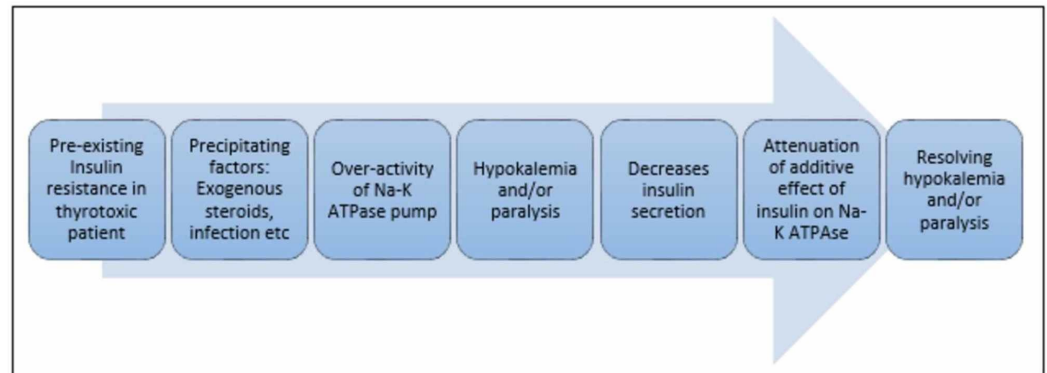 Pre-existing
Insulin
resistance in
thyrotoxic
patient
Precipitating
factors:
Exogenous
steroids,
infection etc
Over-activity
of Na-K
ATPase pump
Hypokalemia
and/or
paralysis
Decreases
insulin
secretion
Attenuation
of additive
effect of
insulin on Na-
K ATPAse
Resolving
hypokalemia
and/or
paralysis